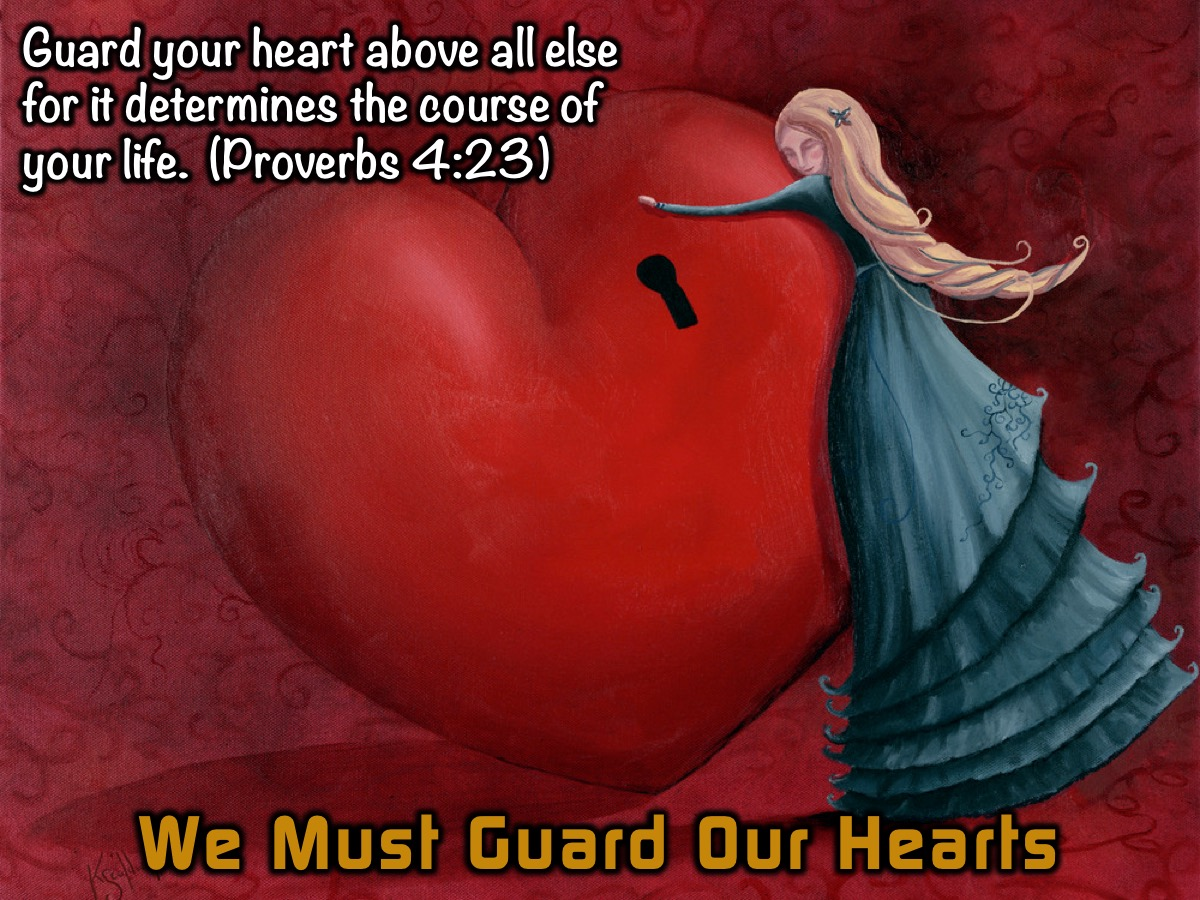 Guard your heart above all else
for it determines the course of
your life. (Proverbs 4:23)
We Must Guard Our Hearts